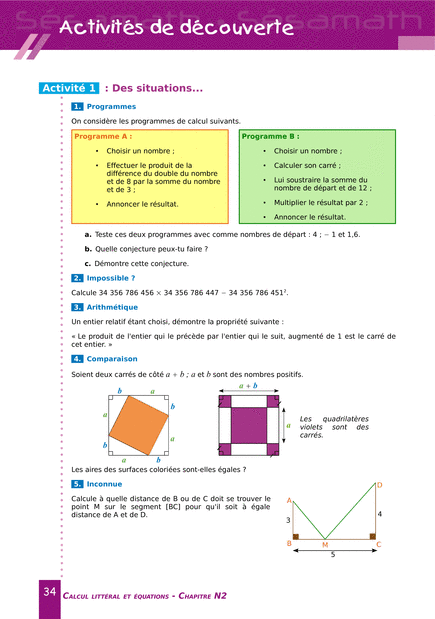 Sésamath - Sésamath
Activités de découverte
Activité 1 : Des situations...
1. Programmes
On considère les programmes de calcul suivants.
Programme A :
• Choisir un nombre ;
• Effectuer le produit de la
différence du double du nombre
et de 8 par la somme du nombre
et de 3 ;
• Annoncer le résultat.
Programme B :
• Choisir un nombre ;
• Calculer son carré ;
• Lui soustraire la somme du
nombre de départ et de 12 ;
• Multiplier le résultat par 2 ;
• Annoncer le résultat.
a. Teste ces deux programmes avec comme nombres de départ : 4 ; − 1 et 1,6.
b. Quelle conjecture peux-tu faire ?
c. Démontre cette conjecture.
2. Impossible ?
Calcule 34 356 786 456 × 34 356 786 447 − 34 356 786 451².
3. Arithmétique
Un entier relatif étant choisi, démontre la propriété suivante :
« Le produit de l'entier qui le précède par l'entier qui le suit, augmenté de 1 est le carré de
cet entier. »
4. Comparaison
Soient deux carrés de côté a + b ; a et b sont des nombres positifs.
b a
a b
b a
a b
a + b
a
Les quadrilatères
violets sont des
carrés.
Les aires des surfaces coloriées sont-elles égales ?
5. Inconnue
Calcule à quelle distance de B ou de C doit se trouver le
point M sur le segment [BC] pour qu'il soit à égale
distance de A et de D.
D
A
3
4
B M C
5
34 Calcul littéral et équations - Chapitre N2